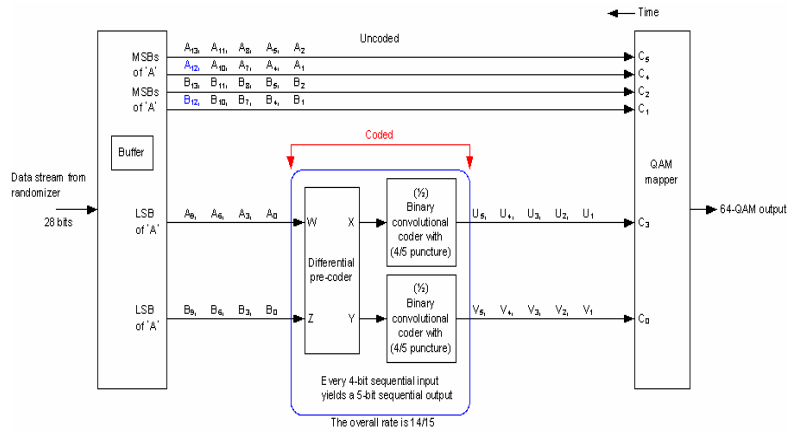 Time
Uncoded
MSBs
of 'A'
A₁₃, A₁₁, A₈, A₅, A₂
C₅
A₁₂, A₁₀, A₇, A₄, A₁
C₄
MSBs
of 'A'
B₁₃, B₁₁, B₈, B₅, B₂
C₂
B₁₂, B₁₀, B₇, B₄, B₁
C₁
Buffer
Coded
QAM
mapper
Data stream from
randomizer
28 bits
LSB
of 'A'
A₉, A₆, A₃, A₀
W
X
(½)
Binary
convolutional
coder with
(4/5 puncture)
U₅, U₄, U₃, U₂, U₁
C₃
64-QAM output
Differential
pre-coder
LSB
of 'A'
B₉, B₆, B₃, B₀
Z
Y
(½)
Binary
convolutional
coder with
(4/5 puncture)
V₅, V₄, V₃, V₂, V₁
C₀
Every 4-bit sequential input
yields a 5-bit sequential output
The overall rate is 14/15